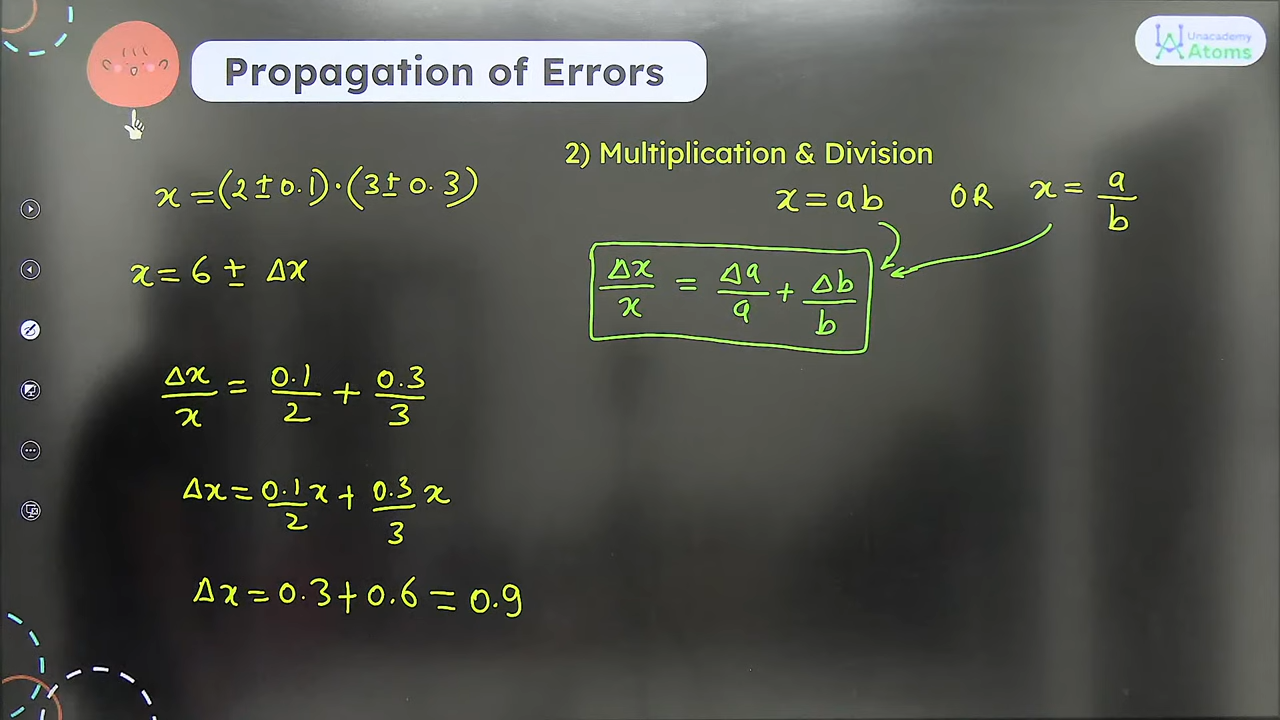 Propagation of Errors
Unacademy
Atoms
2) Multiplication & Division
x = ab OR x = a/b
Δx/x = Δa/a + Δb/b
x = (2 ± 0.1) · (3 ± 0.3)
x = 6 ± Δx
Δx/x = 0.1/2 + 0.3/3
Δx = 0.1/2 x + 0.3/3 x
Δx = 0.3 + 0.6 = 0.9